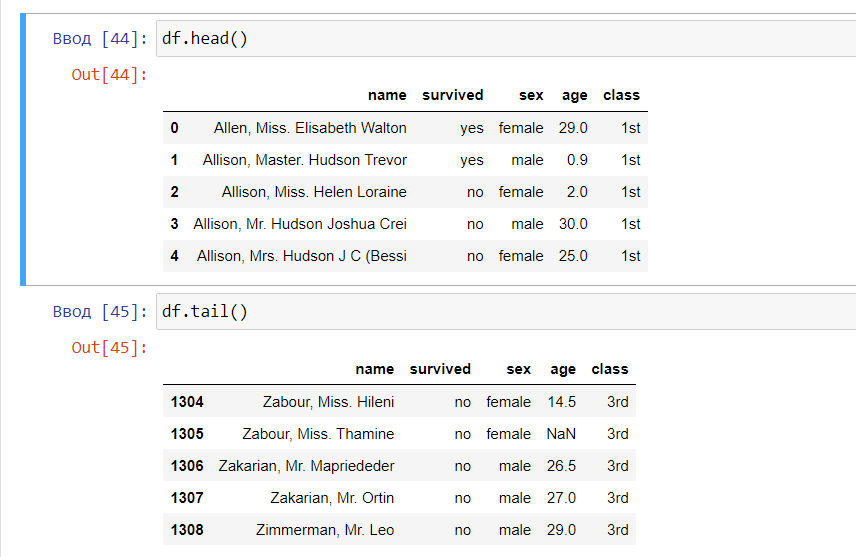 Ввод [44]: df.head()
Out[44]:
name survived sex age class
0 Allen, Miss. Elisabeth Walton yes female 29.0 1st
1 Allison, Master. Hudson Trevor yes male 0.9 1st
2 Allison, Miss. Helen Loraine no female 2.0 1st
3 Allison, Mr. Hudson Joshua Crei no male 30.0 1st
4 Allison, Mrs. Hudson J C (Bessi no female 25.0 1st
Ввод [45]: df.tail()
Out[45]:
name survived sex age class
1304 Zabour, Miss. Hileni no female 14.5 3rd
1305 Zabour, Miss. Thamine no female NaN 3rd
1306 Zakarian, Mr. Mapriededer no male 26.5 3rd
1307 Zakarian, Mr. Ortin no male 27.0 3rd
1308 Zimmerman, Mr. Leo no male 29.0 3rd